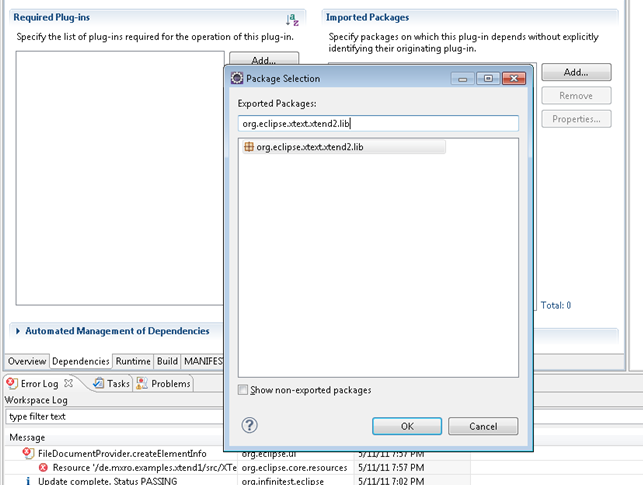 Required Plug-ins
Specify the list of plug-ins required for the operation of this plug-in.
Add...
Imported Packages
Specify packages on which this plug-in depends without explicitly
identifying their originating plug-in.
Add...
Remove
Properties...
Total: 0
Package Selection
Exported Packages:
org.eclipse.xtext.xtend2.lib
org.eclipse.xtext.xtend2.lib
Show non-exported packages
OK
Cancel
Automated Management of Dependencies
Overview Dependencies Runtime Build MANIFEST
Error Log Tasks Problems
Workspace Log
type filter text
Message
FileDocumentProvider.createElementInfo org.eclipse.ui 5/11/11 7:57 PM
Resource '/de.mxro.examples.xtend1/src/XTe org.eclipse.core.resources 5/11/11 7:57 PM
Update complete. Status PASSING org.infinitest.eclipse 5/11/11 7:02 PM